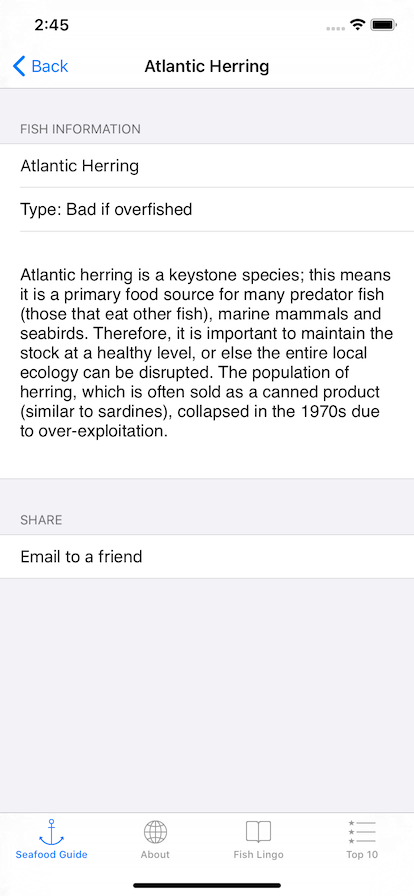 2:45
Back
Atlantic Herring
FISH INFORMATION
Atlantic Herring
Type: Bad if overfished
Atlantic herring is a keystone species; this means
it is a primary food source for many predator fish
(those that eat other fish), marine mammals and
seabirds. Therefore, it is important to maintain the
stock at a healthy level, or else the entire local
ecology can be disrupted. The population of
herring, which is often sold as a canned product
(similar to sardines), collapsed in the 1970s due
to over-exploitation.
SHARE
Email to a friend
Seafood Guide
About
Fish Lingo
Top 10